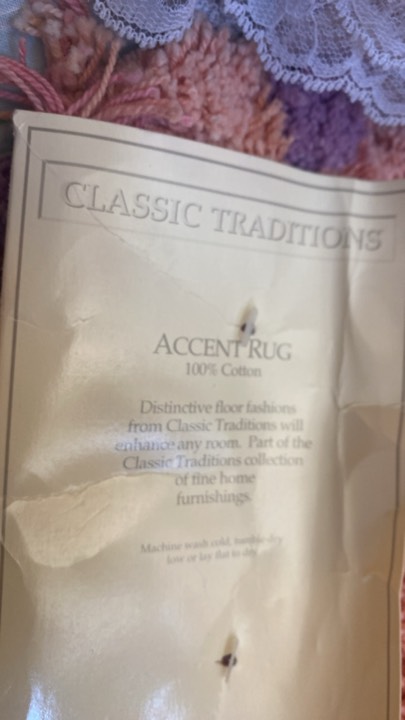 CLASSIC TRADITIONS
ACCENT RUG
100% Cotton
Distinctive floor fashions
from Classic Traditions will
enhance any room. Part of the
Classic Traditions collection
of fine home
furnishings.
Machine wash cold, tumble dry
low or lay flat to dry.